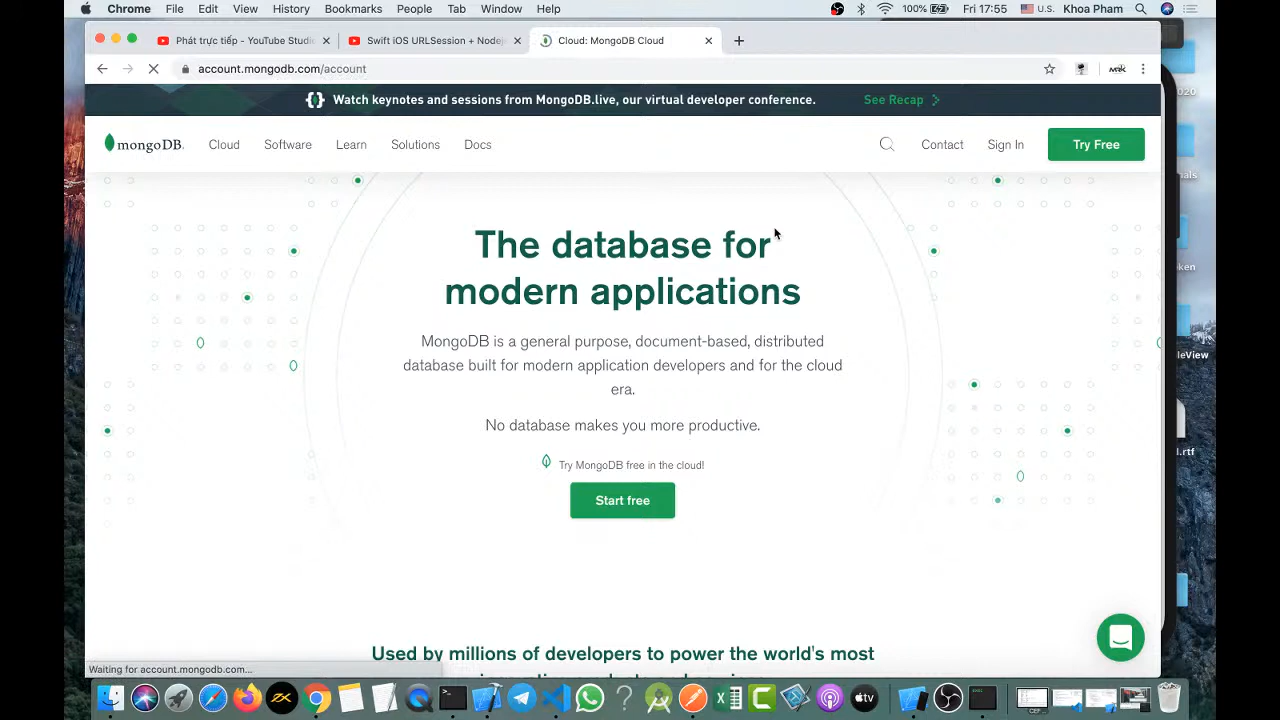 Chrome File Edit View History Bookmarks People Tab Window Help 100% Fri 17:55 U.S. Khoa Pham
Phát trực tiếp - YouTube Studio
Swift iOS URLSession
Cloud: MongoDB Cloud
account.mongodb.com/account
Watch keynotes and sessions from MongoDB.live, our virtual developer conference. See Recap
mongoDB. Cloud Software Learn Solutions Docs Contact Sign In Try Free
The database for
modern applications
MongoDB is a general purpose, document-based, distributed
database built for modern application developers and for the cloud
era.
No database makes you more productive.
Try MongoDB free in the cloud!
Start free
Used by millions of developers to power the world's most
Waiting for account.mongodb.com...
tv